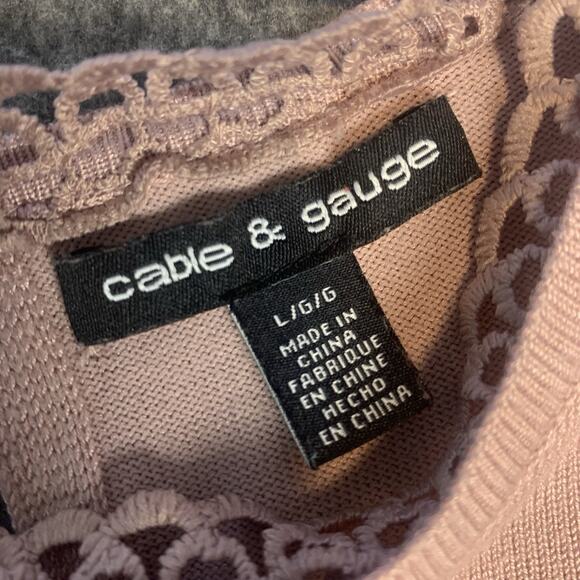 cable & gauge
L/G/G
MADE IN
CHINA
FABRIQUE
EN CHINE
HECHO
EN CHINA